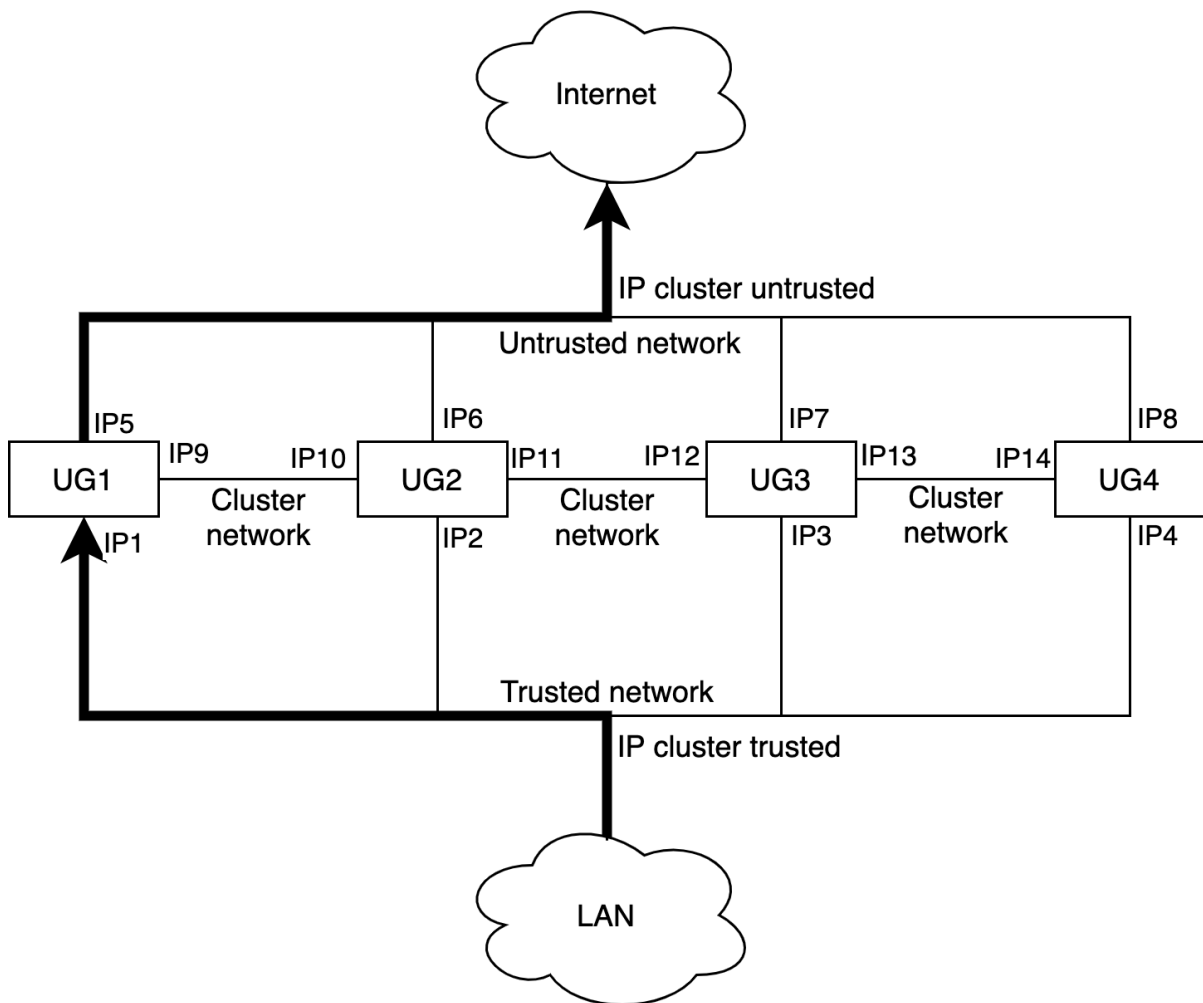 Internet
IP cluster untrusted
Untrusted network
IP5
IP6
IP7
IP8
UG1
IP9
IP10
UG2
IP11
IP12
UG3
IP13
IP14
UG4
Cluster
network
Cluster
network
Cluster
network
IP1
IP2
IP3
IP4
Trusted network
IP cluster trusted
LAN